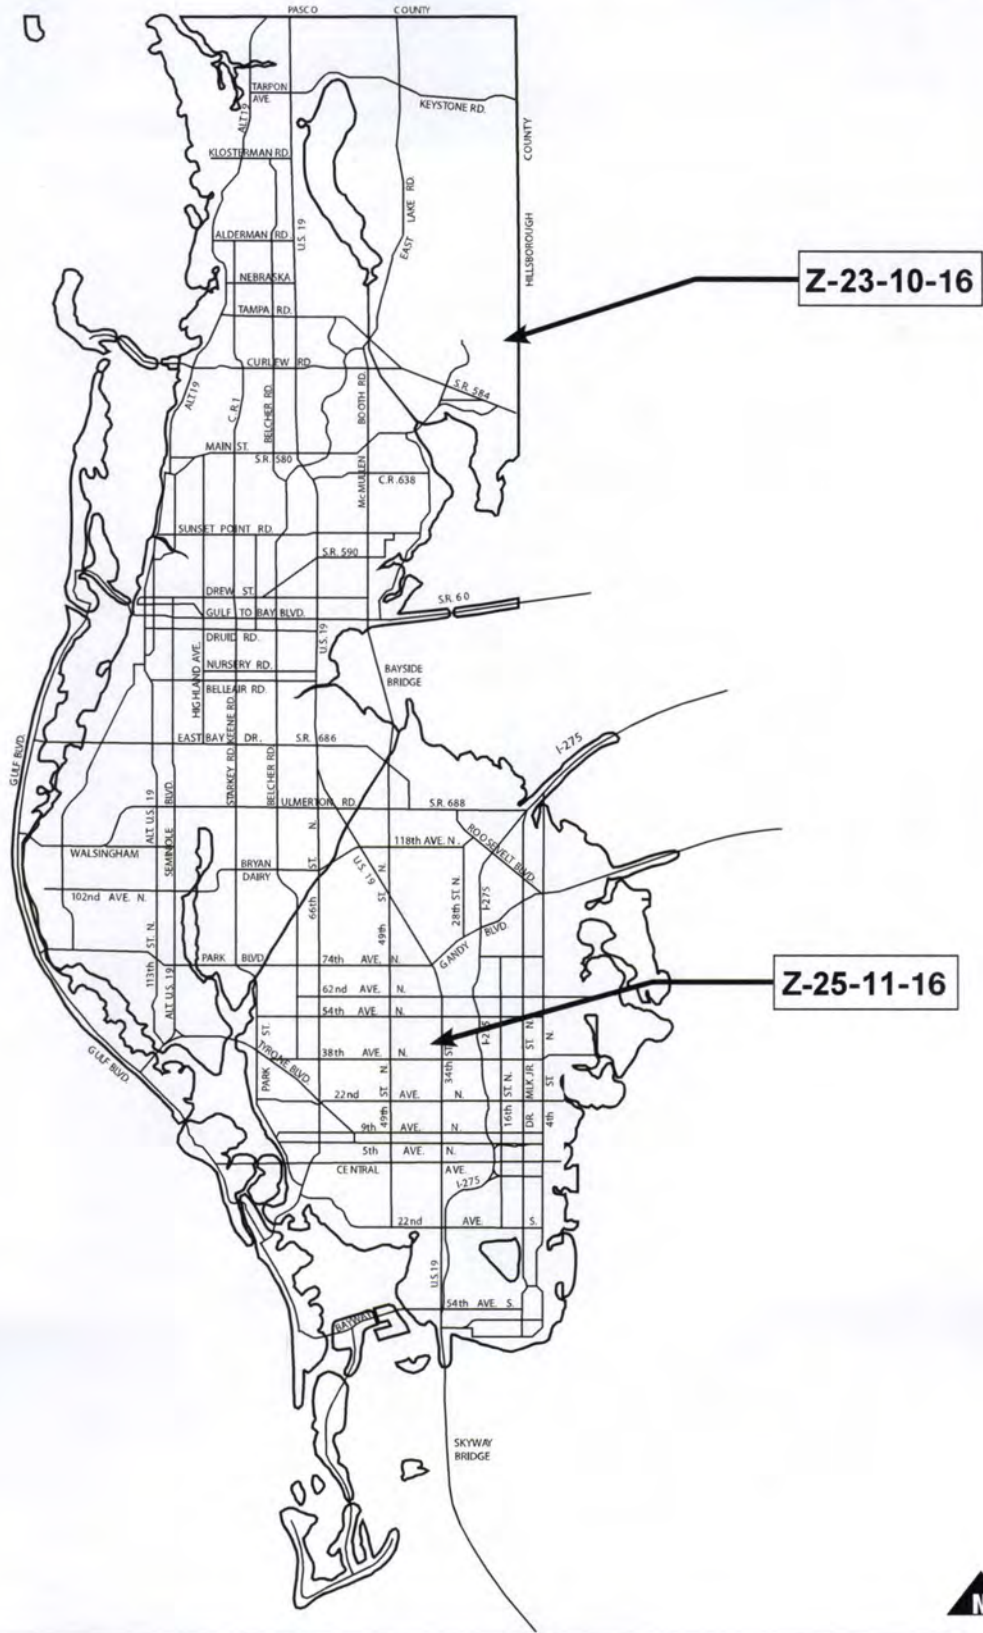 PASCO COUNTY
TARPON
AVE.
KEYSTONE RD.
ALT 19
COUNTY
KLOSTERMAN RD.
EAST LAKE RD.
U.S. 19
HILLSBOROUGH
ALDERMAN RD.
Z-23-10-16
NEBRASKA
TAMPA RD.
CURLEW RD
S.R. 584
ALT 19
C.R.1
BELCHER RD.
BOOTH RD.
MAIN ST.
S.R. 580
McMULLEN
C.R.638
SUNSET POINT RD.
S.R. 590
DREW ST.
S.R. 60
GULF TO BAY BLVD.
DRUID RD.
U.S. 19
HIGHLAND AVE.
NURSERY RD.
BAYSIDE
BRIDGE
BELLEAIR RD.
KEENE RD.
GULF BLVD.
EAST BAY DR. S.R. 686
I-275
STARKEY RD.
BELCHER RD.
ALT U.S. 19
SEMINOLE BLVD.
ULMERTON RD. S.R. 688
ROOSEVELT BLVD.
WALSINGHAM
118th AVE. N.
BRYAN
DAIRY
U.S. 19
66th ST. N.
49th ST. N.
28th ST. N.
I-275
102nd AVE. N.
GANDY BLVD.
113th ST. N.
ALT U.S. 19
PARK BLVD.
74th AVE. N.
62nd AVE. N.
Z-25-11-16
54th AVE. N.
I-275
38th AVE. N.
34th ST.
TYRONE BLVD.
PARK ST.
GULF BLVD.
22nd AVE. N.
49th ST. N.
16th ST. N.
DR. MLK JR ST. N.
4th ST. N.
9th AVE. N.
5th AVE. N.
CENTRAL AVE.
I-275
22nd AVE. S.
U.S.19
54th AVE. S.
BAYWAY
SKYWAY
BRIDGE
N